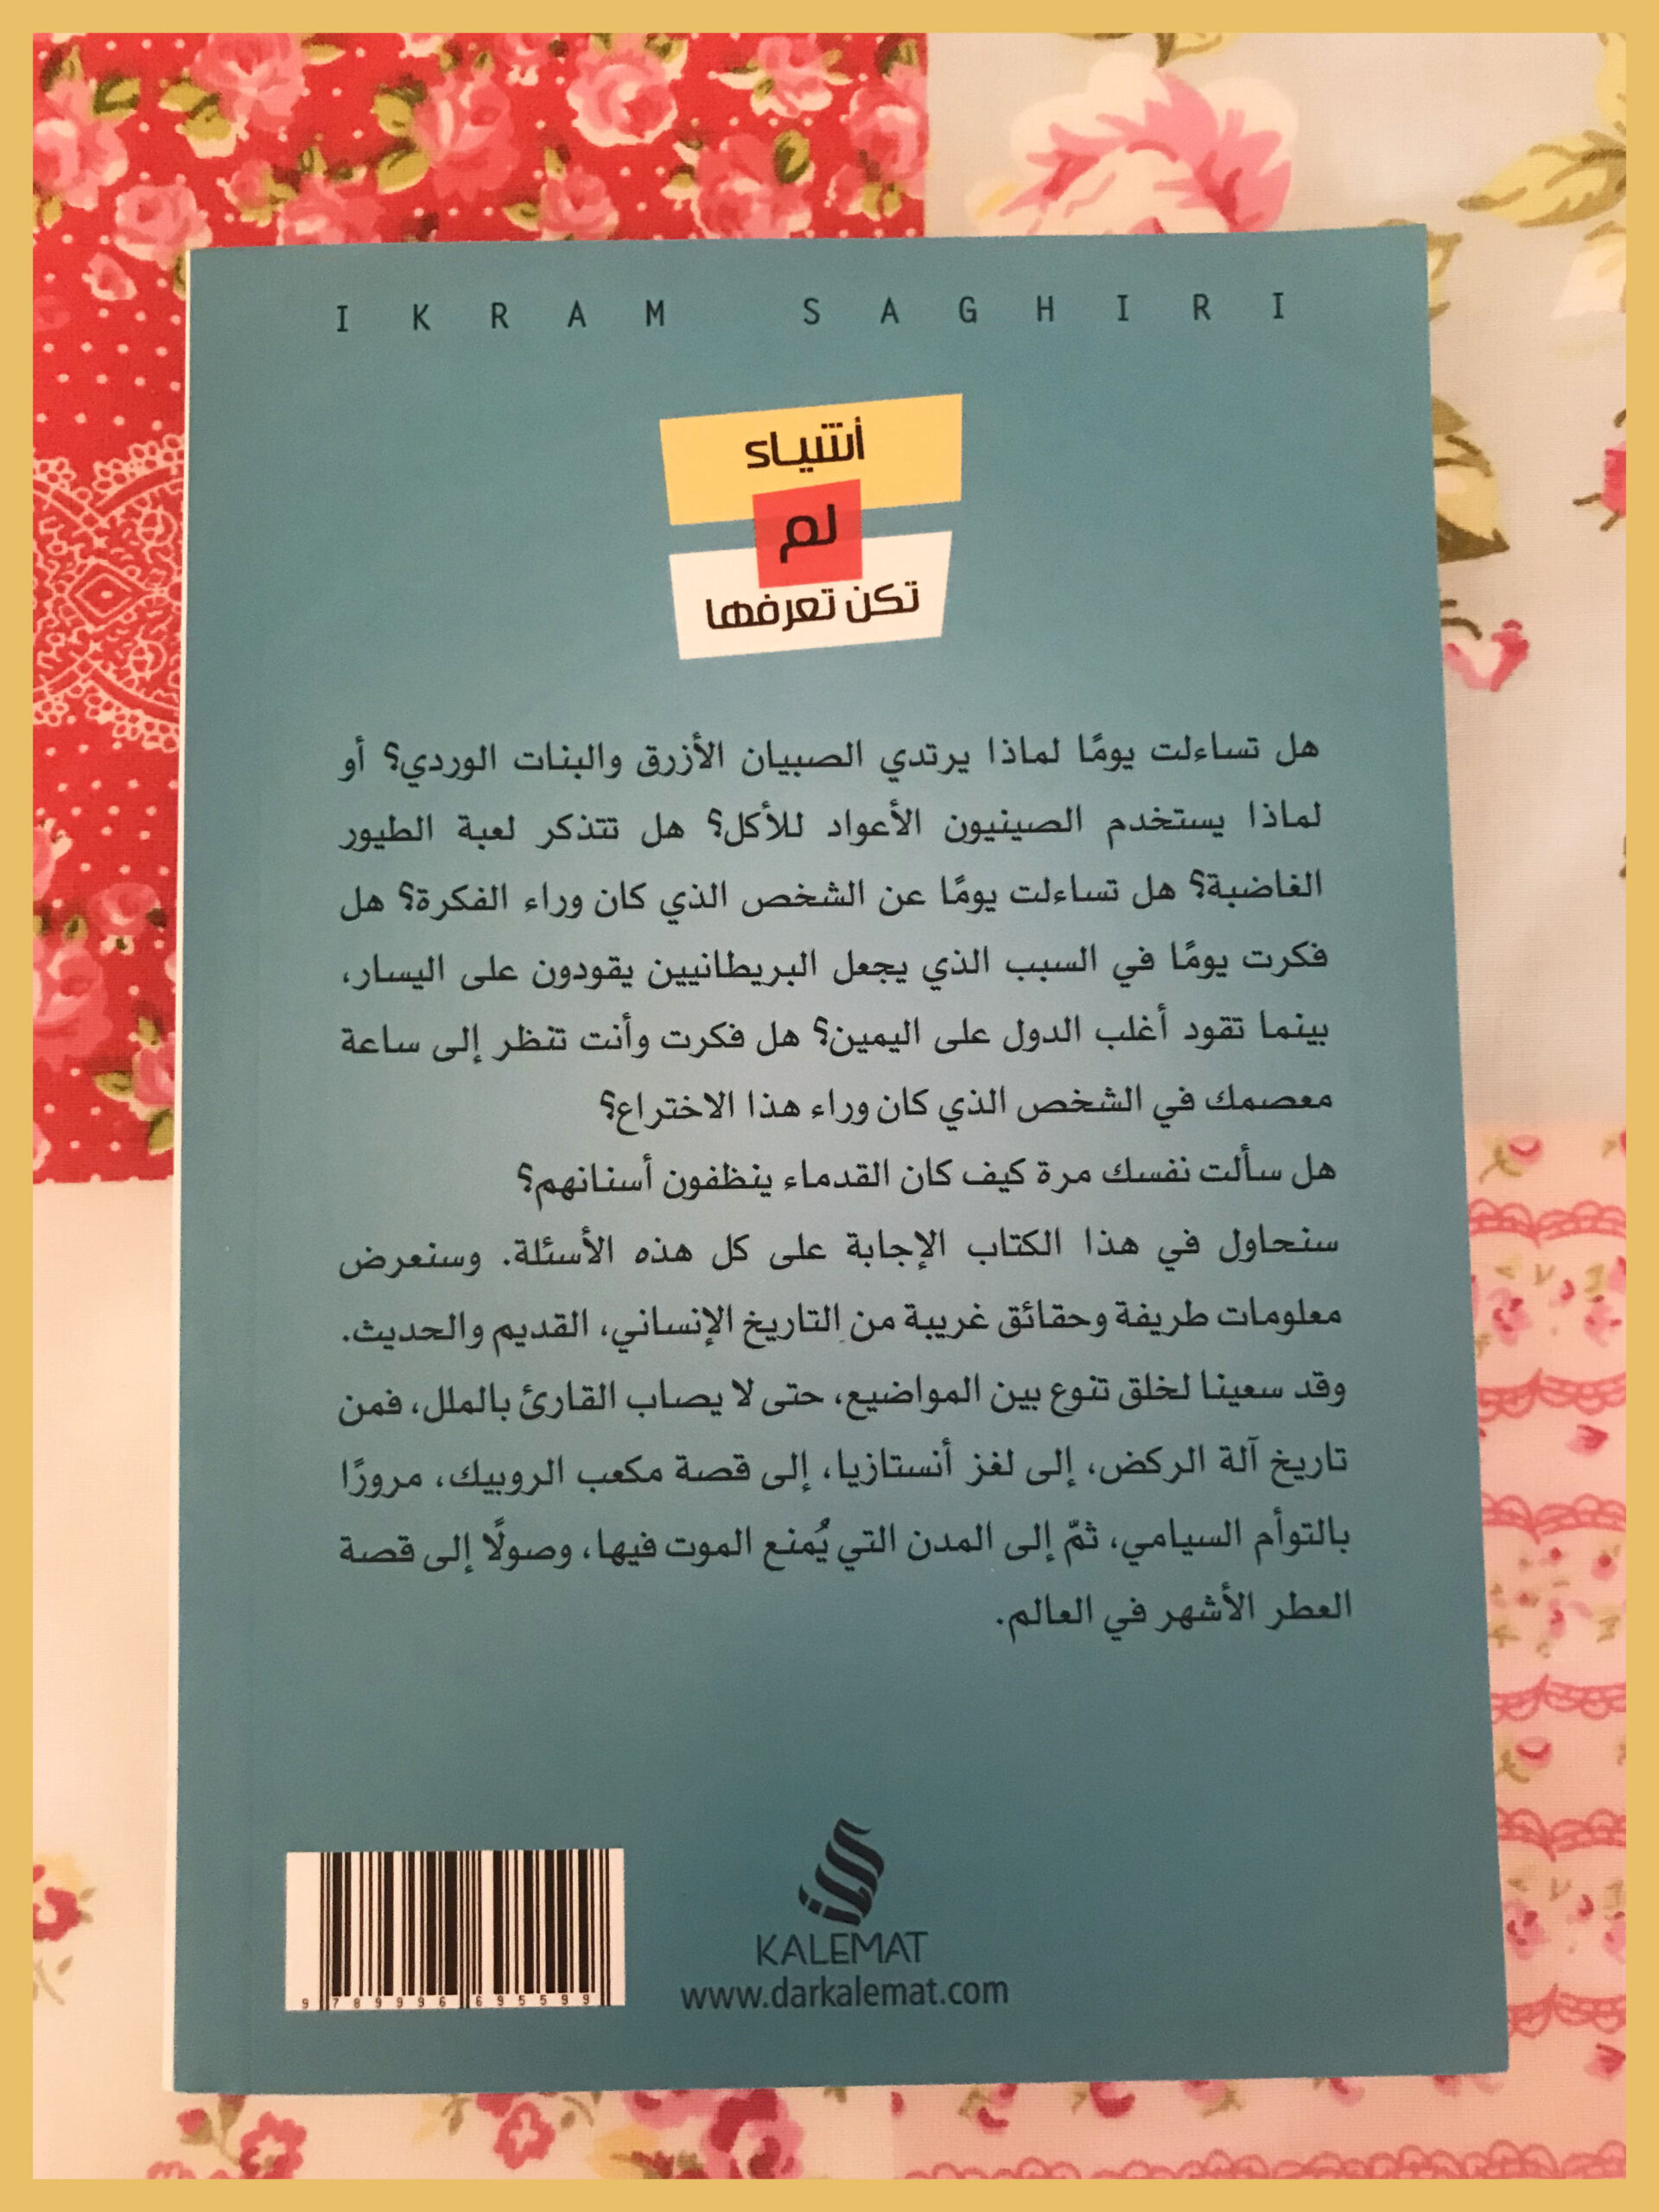 IKRAM SAGHIRI
أشياء
لم
تكن تعرفها
هل تساءلت يومًا لماذا يرتدي الصبيان الأزرق والبنات الوردي؟ أو
لماذا يستخدم الصينيون الأعواد للأكل؟ هل تتذكر لعبة الطيور
الغاضبة؟ هل تساءلت يومًا عن الشخص الذي كان وراء الفكرة؟ هل
فكرت يومًا في السبب الذي يجعل البريطانيين يقودون على اليسار،
بينما تقود أغلب الدول على اليمين؟ هل فكرت وأنت تنظر إلى ساعة
معصمك في الشخص الذي كان وراء هذا الاختراع؟
هل سألت نفسك مرة كيف كان القدماء ينظفون أسنانهم؟
سنحاول في هذا الكتاب الإجابة على كل هذه الأسئلة. وسنعرض
معلومات طريفة وحقائق غريبة من التاريخ الإنساني، القديم والحديث.
وقد سعينا لخلق تنوع بين المواضيع، حتى لا يصاب القارئ بالملل، فمن
تاريخ آلة الركض، إلى لغز أنستازيا، إلى قصة مكعب الروبيك، مرورًا
بالتوأم السيامي، ثمّ إلى المدن التي يُمنع الموت فيها، وصولًا إلى قصة
العطر الأشهر في العالم.
KALEMAT
www.darkalemat.com
9 789996 695599